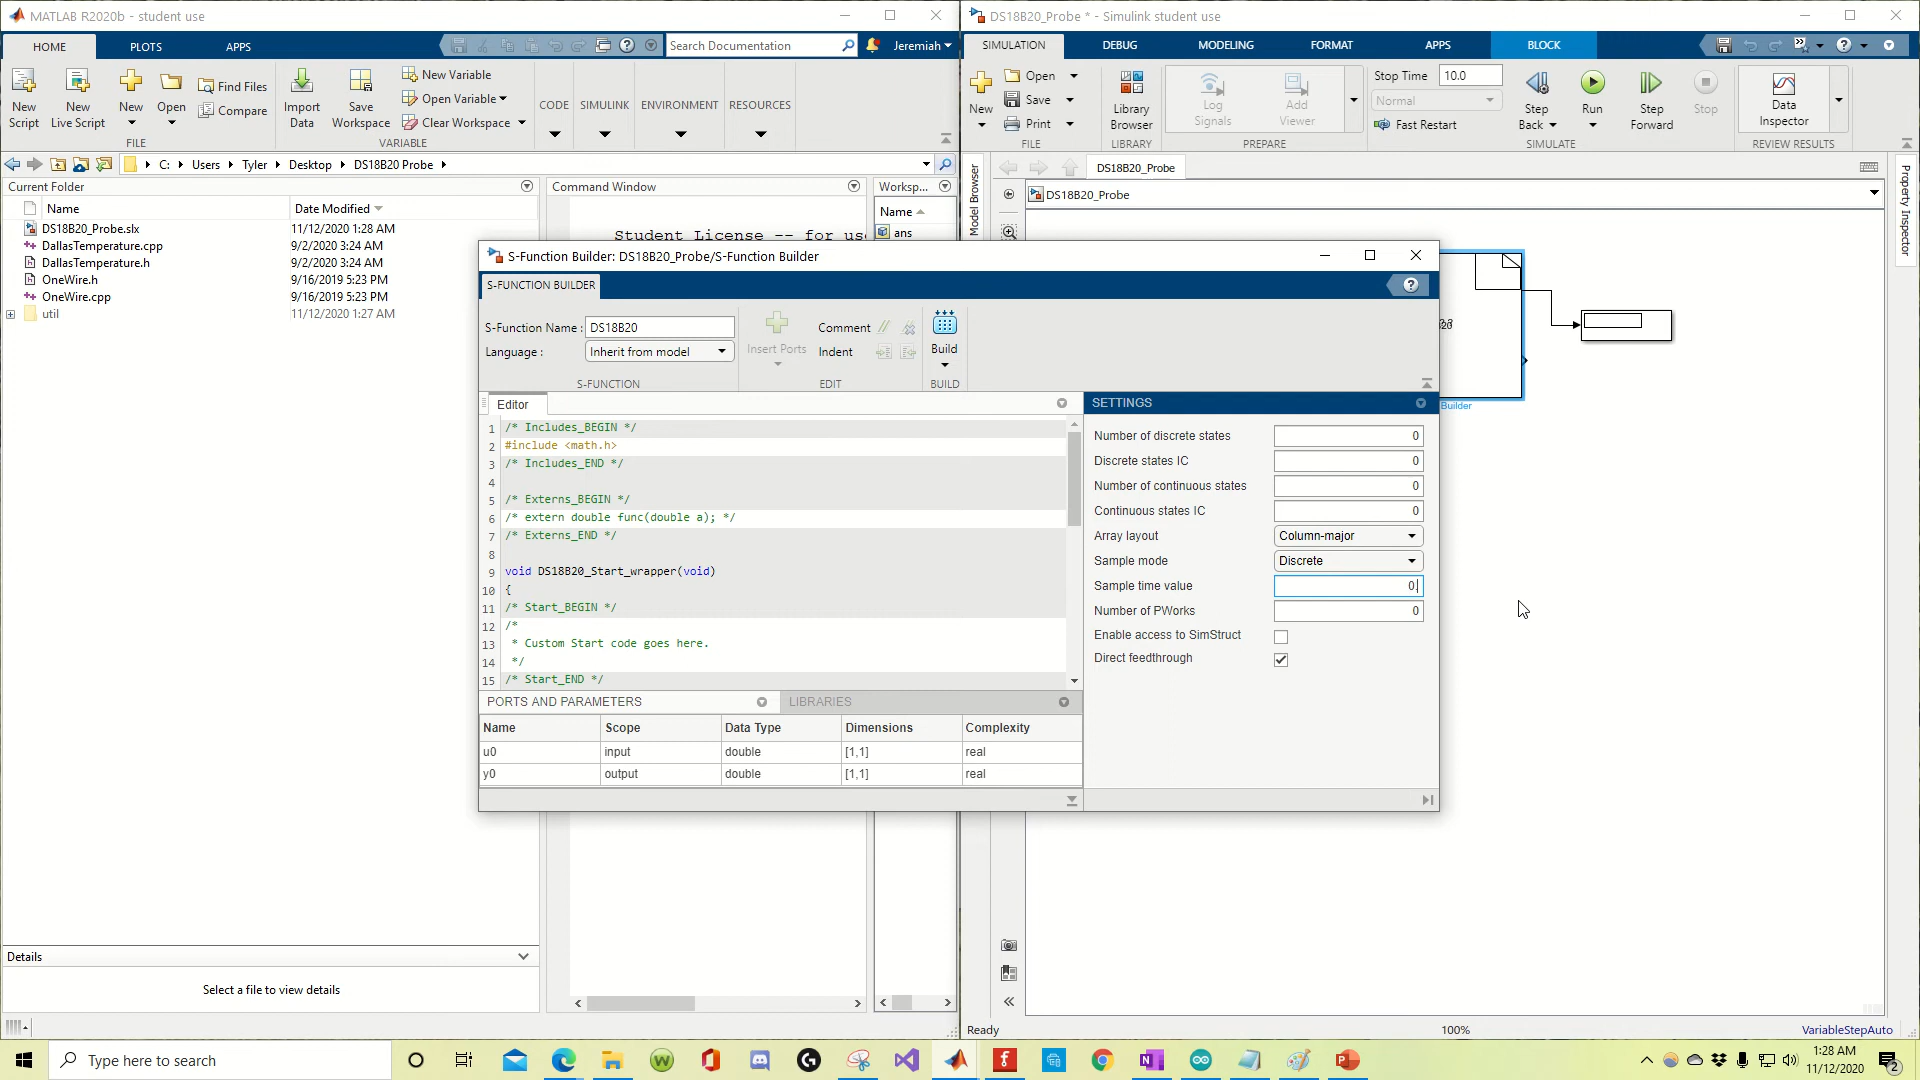 MATLAB R2020b - student use
HOME
PLOTS
APPS
Search Documentation
Jeremiah
New Script
New Live Script
New
Open
Find Files
Compare
Import Data
Save Workspace
New Variable
Open Variable
Clear Workspace
CODE
SIMULINK
ENVIRONMENT
RESOURCES
FILE
VARIABLE
C:
Users
Tyler
Desktop
DS18B20 Probe
Current Folder
Name
Date Modified
DS18B20_Probe.slx
11/12/2020 1:28 AM
DallasTemperature.cpp
9/2/2020 3:24 AM
DallasTemperature.h
9/2/2020 3:24 AM
OneWire.h
9/16/2019 5:23 PM
OneWire.cpp
9/16/2019 5:23 PM
util
11/12/2020 1:27 AM
Details
Select a file to view details
Command Window
Student License -- for use
Worksp...
Name
ans
DS18B20_Probe * - Simulink student use
SIMULATION
DEBUG
MODELING
FORMAT
APPS
BLOCK
New
Open
Save
Print
Library Browser
Log Signals
Add Viewer
Stop Time
10.0
Normal
Fast Restart
Step Back
Run
Step Forward
Stop
Data Inspector
FILE
LIBRARY
PREPARE
SIMULATE
REVIEW RESULTS
Model Browser
DS18B20_Probe
DS18B20_Probe
Property Inspector
Builder
Ready
100%
VariableStepAuto
S-Function Builder: DS18B20_Probe/S-Function Builder
S-FUNCTION BUILDER
S-Function Name :
DS18B20
Language :
Inherit from model
S-FUNCTION
Insert Ports
Comment
Indent
EDIT
Build
BUILD
Editor
1 /* Includes_BEGIN */
2 #include <math.h>
3 /* Includes_END */
4
5 /* Externs_BEGIN */
6 /* extern double func(double a); */
7 /* Externs_END */
8
9 void DS18B20_Start_wrapper(void)
10 {
11 /* Start_BEGIN */
12 /*
13 * Custom Start code goes here.
14 */
15 /* Start_END */
SETTINGS
Number of discrete states 0
Discrete states IC 0
Number of continuous states 0
Continuous states IC 0
Array layout Column-major
Sample mode Discrete
Sample time value 0
Number of PWorks 0
Enable access to SimStruct
Direct feedthrough
PORTS AND PARAMETERS
LIBRARIES
Name Scope Data Type Dimensions Complexity
u0 input double [1,1] real
y0 output double [1,1] real
Type here to search
1:28 AM
11/12/2020
2